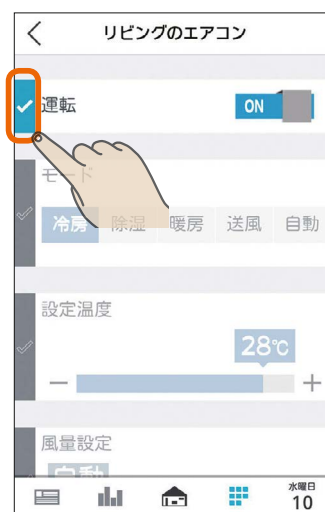 リビングのエアコン
運転
ON
モード
冷房 除湿 暖房 送風 自動
設定温度
28℃
風量設定
自動
水曜日
10